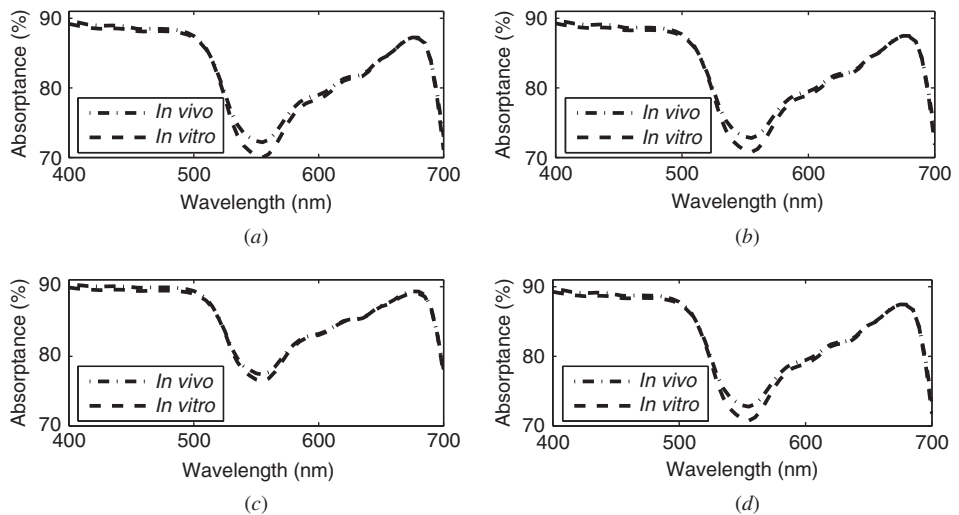 90
80
70
Absorptance (%)
In vivo
In vitro
400 500 600 700
Wavelength (nm)
(a)
90
80
70
Absorptance (%)
In vivo
In vitro
400 500 600 700
Wavelength (nm)
(b)
90
80
70
Absorptance (%)
In vivo
In vitro
400 500 600 700
Wavelength (nm)
(c)
90
80
70
Absorptance (%)
In vivo
In vitro
400 500 600 700
Wavelength (nm)
(d)